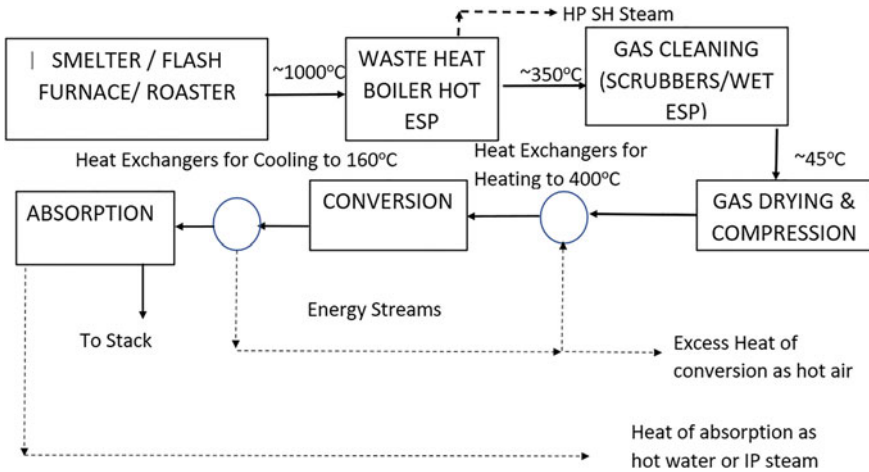 HP SH Steam
SMELTER / FLASH
FURNACE/ ROASTER
~1000°C
WASTE HEAT
BOILER HOT
ESP
~350°C
GAS CLEANING
(SCRUBBERS/WET
ESP)
~45°C
Heat Exchangers for Cooling to 160°C
Heat Exchangers for
Heating to 400°C
ABSORPTION
CONVERSION
GAS DRYING &
COMPRESSION
To Stack
Energy Streams
Excess Heat of
conversion as hot air
Heat of absorption as
hot water or IP steam